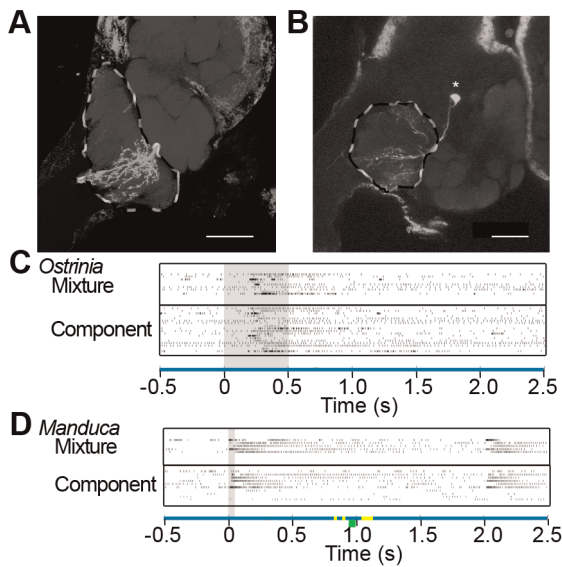 A B
*
C Ostrinia
Mixture
Component
-0.5 0 0.5 1.0 1.5 2.0 2.5
Time (s)
D Manduca
Mixture
Component
-0.5 0 0.5 1.0 1.5 2.0 2.5
Time (s)